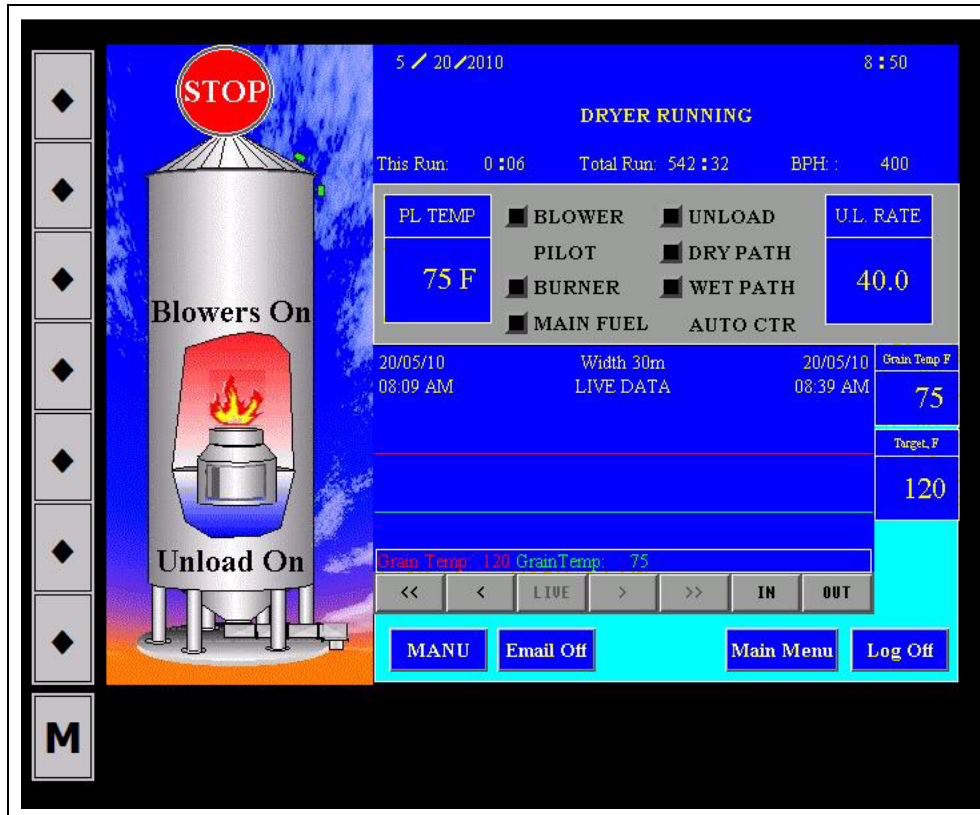 STOP
5 / 20/2010 8:50
DRYER RUNNING
This Run: 0:06 Total Run: 542:32 BPH: : 400
PL TEMP
75 F
BLOWER
UNLOAD
PILOT
DRY PATH
BURNER
WET PATH
MAIN FUEL
AUTO CTR
U.L. RATE
40.0
Blowers On
Unload On
20/05/10 Width 30m 20/05/10
08:09 AM LIVE DATA 08:39 AM
Grain Temp F
75
Target, F
120
Grain Temp: 120 GrainTemp: 75
<< < LIVE > >> IN OUT
MANU Email Off Main Menu Log Off
M